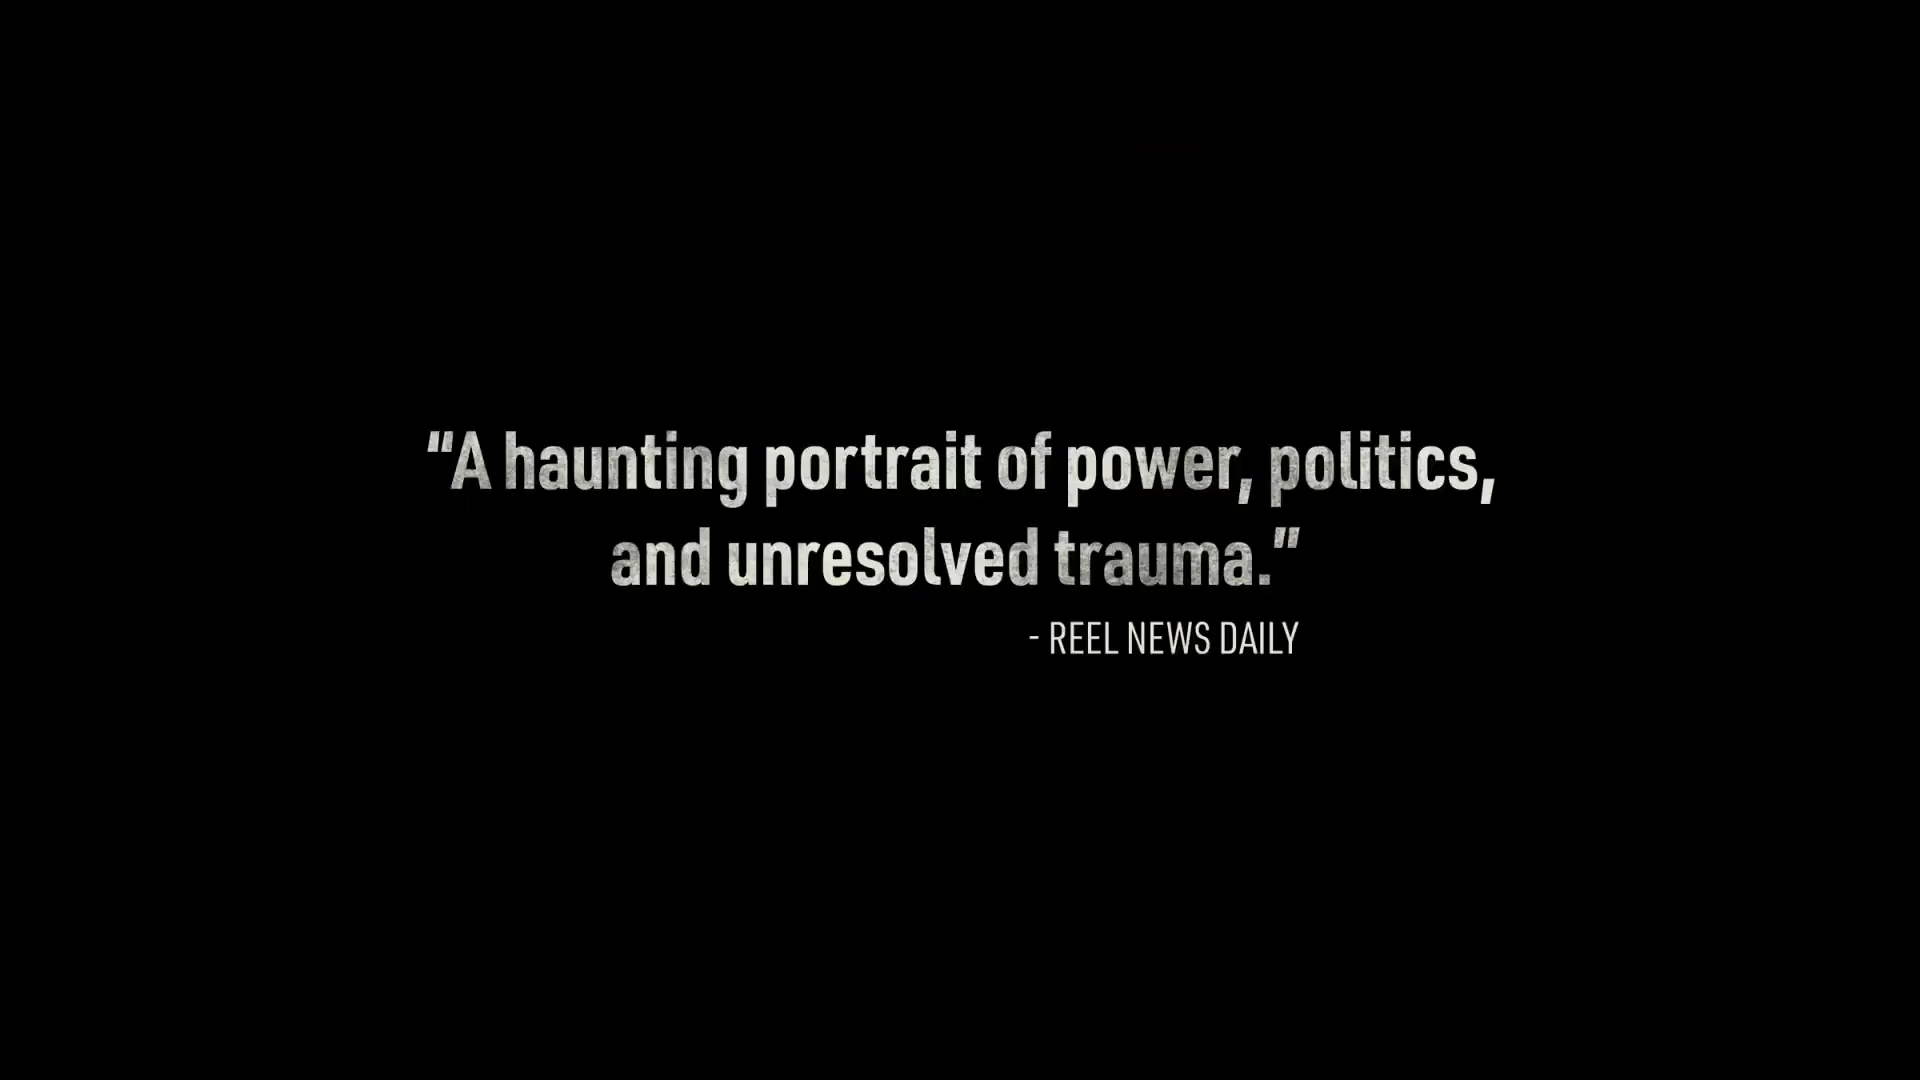 “A haunting portrait of power, politics,
and unresolved trauma.”
- REEL NEWS DAILY